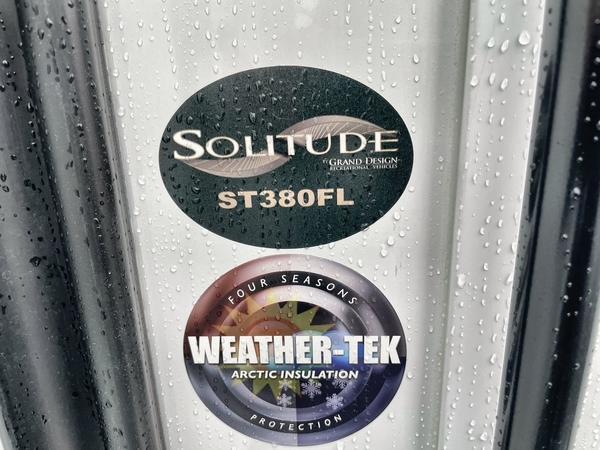 SOLITUDE
BY GRAND DESIGN
RECREATIONAL VEHICLES
ST380FL
FOUR SEASONS
WEATHER-TEK
ARCTIC INSULATION
PROTECTION